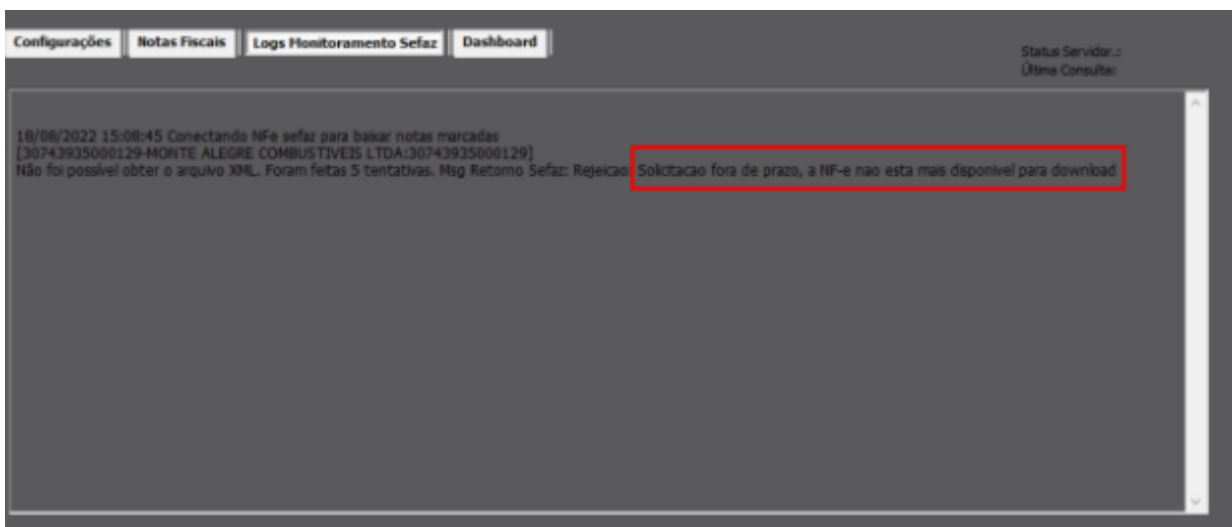 Configurações Notas Fiscais Logs Monitoramento Sefaz Dashboard
Status Servidor.:
Última Consulta:
18/08/2022 15:08:45 Conectando NFe sefaz para baixar notas marcadas
[30743935000129-MONTE ALEGRE COMBUSTIVEIS LTDA:30743935000129]
Não foi possível obter o arquivo XML. Foram feitas 5 tentativas. Msg Retorno Sefaz: Rejeicao: Solicitacao fora de prazo, a NF-e nao esta mais disponivel para download